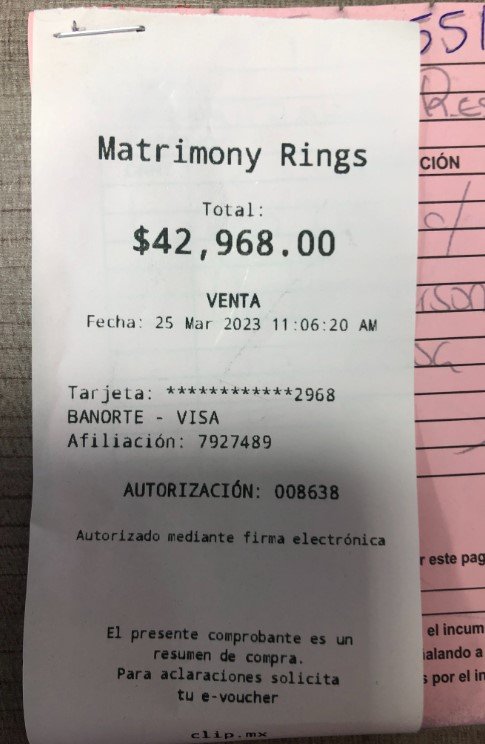 Matrimony Rings
Total:
$42,968.00
VENTA
Fecha: 25 Mar 2023 11:06:20 AM
Tarjeta: ************2968
BANORTE - VISA
Afiliación: 7927489
AUTORIZACIÓN: 008638
Autorizado mediante firma electrónica
El presente comprobante es un
resumen de compra.
Para aclaraciones solicita
tu e-voucher
clip.mx
551
Res
CIÓN
r este pag
el incum
alando a
s por el in